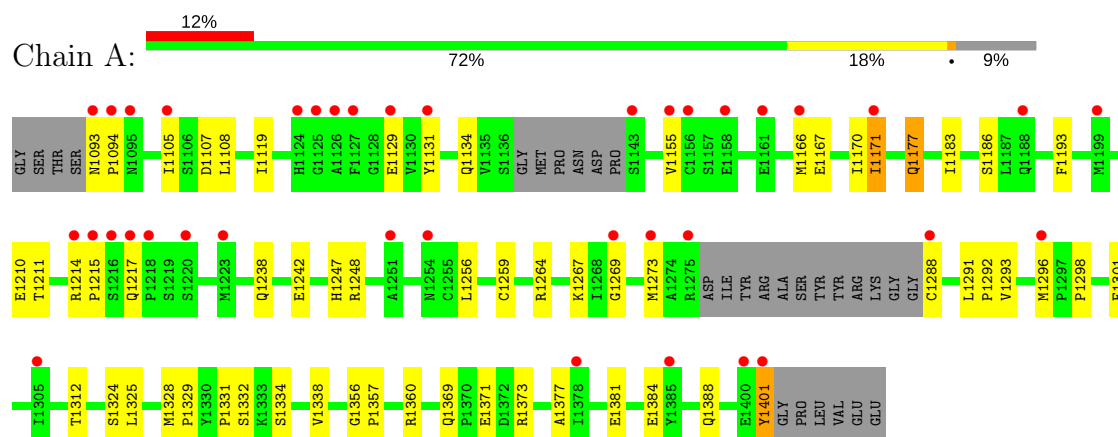 12%
Chain A:
72% 18% • 9%
GLY SER THR SER N1093 P1094 N1095 I1105 S1106 D1107 L1108 I1119 H1124 G1125 A1126 F1127 G1128 E1129 V1130 Y1131 Q1134 V1135 S1136 GLY MET PRO ASN ASP PRO S1143 V1155 C1156 S1157 E1158 E1161 M1166 E1167 I1170 I1171 Q1177 I1183 S1186 L1187 Q1188 F1193 M1199
E1210 T1211 R1214 P1215 S1216 Q1217 P1218 S1219 S1220 M1223 Q1238 E1242 H1247 R1248 A1251 N1254 C1255 L1256 C1259 R1264 K1267 I1268 G1269 M1273 A1274 R1275 ASP ILE TYR ARG ALA SER TYR TYR ARG LYS GLY GLY C1288 L1291 P1292 V1293 M1296 P1297 P1298
I1305 T1312 S1324 L1325 M1328 P1329 Y1330 P1331 S1332 K1333 S1334 V1338 G1356 P1357 R1360 Q1369 P1370 E1371 D1372 R1373 A1377 I1378 E1381 E1384 Y1385 Q1388 E1400 Y1401 GLY PRO LEU VAL GLU GLU